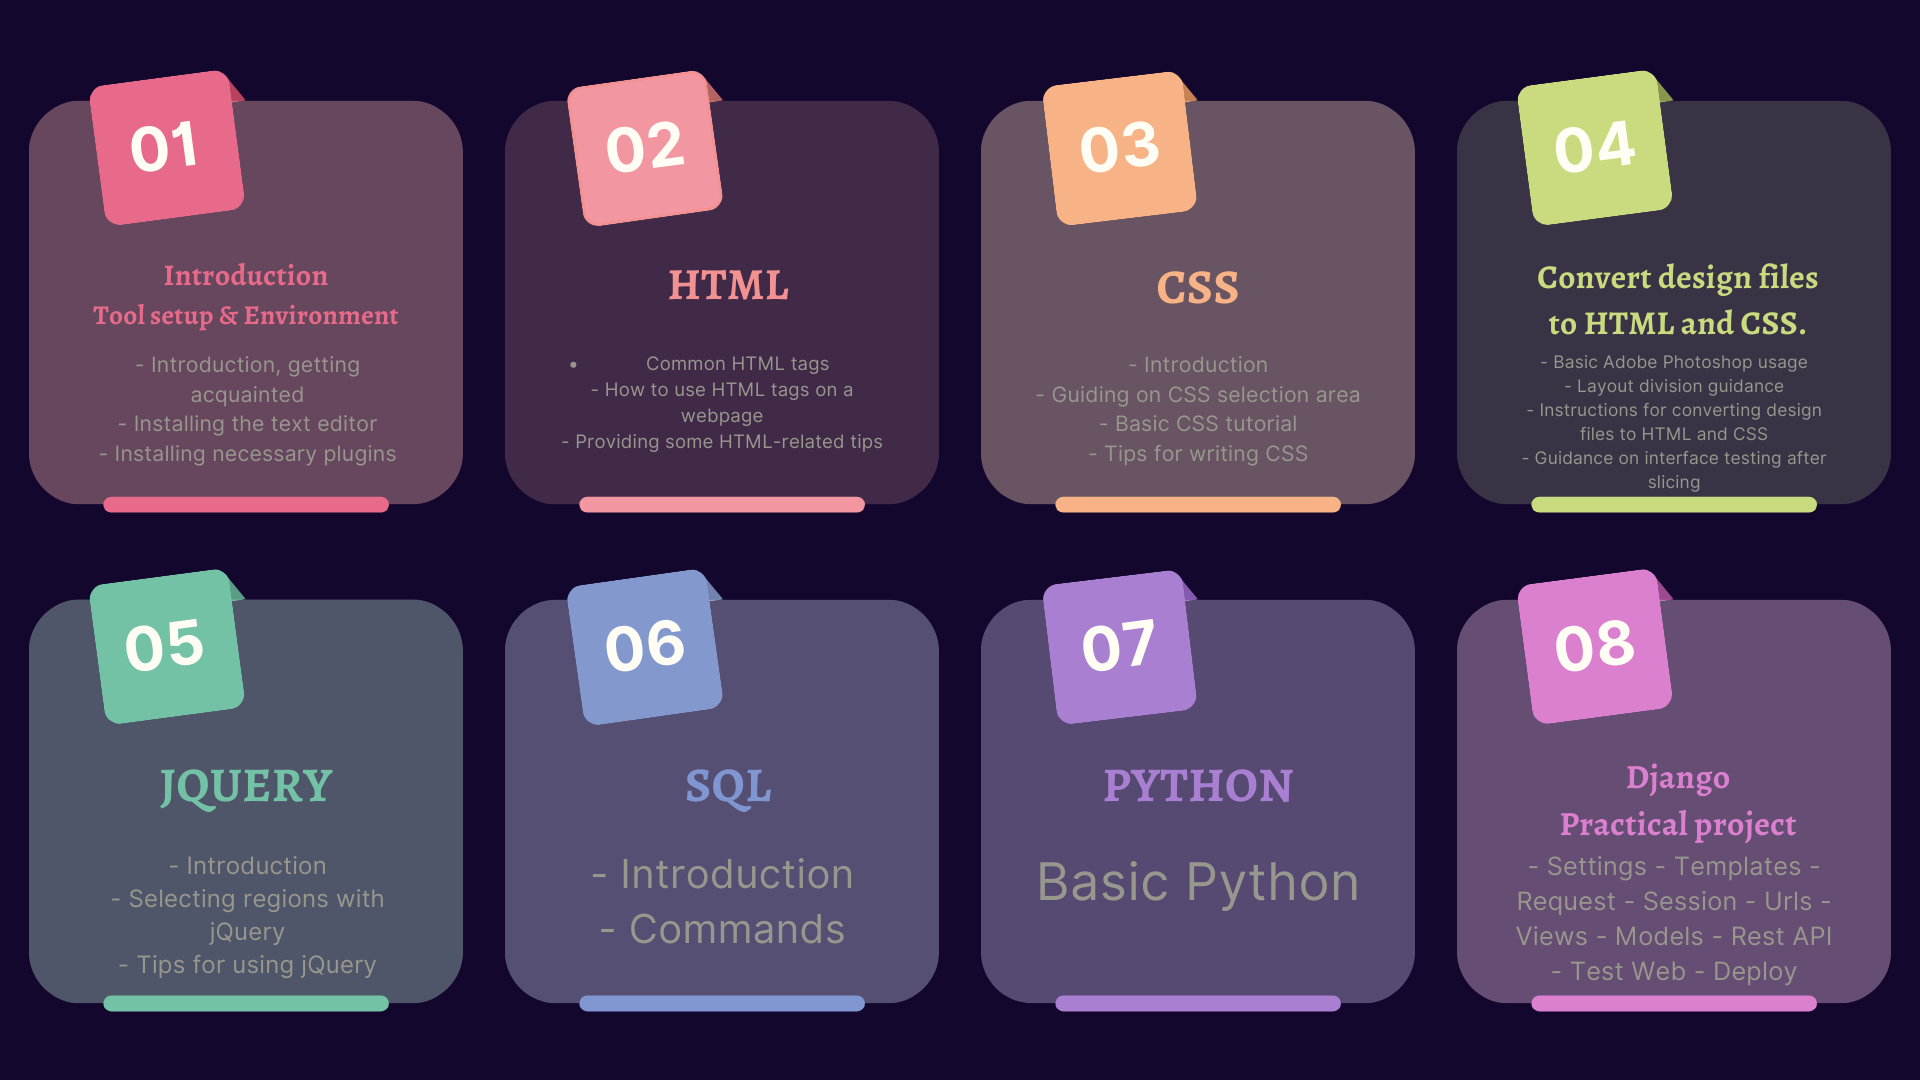 01
Introduction
Tool setup & Environment
- Introduction, getting
acquainted
- Installing the text editor
- Installing necessary plugins
02
HTML
• Common HTML tags
- How to use HTML tags on a
webpage
- Providing some HTML-related tips
03
CSS
- Introduction
- Guiding on CSS selection area
- Basic CSS tutorial
- Tips for writing CSS
04
Convert design files
to HTML and CSS.
- Basic Adobe Photoshop usage
- Layout division guidance
- Instructions for converting design
files to HTML and CSS
- Guidance on interface testing after
slicing
05
JQUERY
- Introduction
- Selecting regions with
jQuery
- Tips for using jQuery
06
SQL
- Introduction
- Commands
07
PYTHON
Basic Python
08
Django
Practical project
- Settings - Templates -
Request - Session - Urls -
Views - Models - Rest API
- Test Web - Deploy